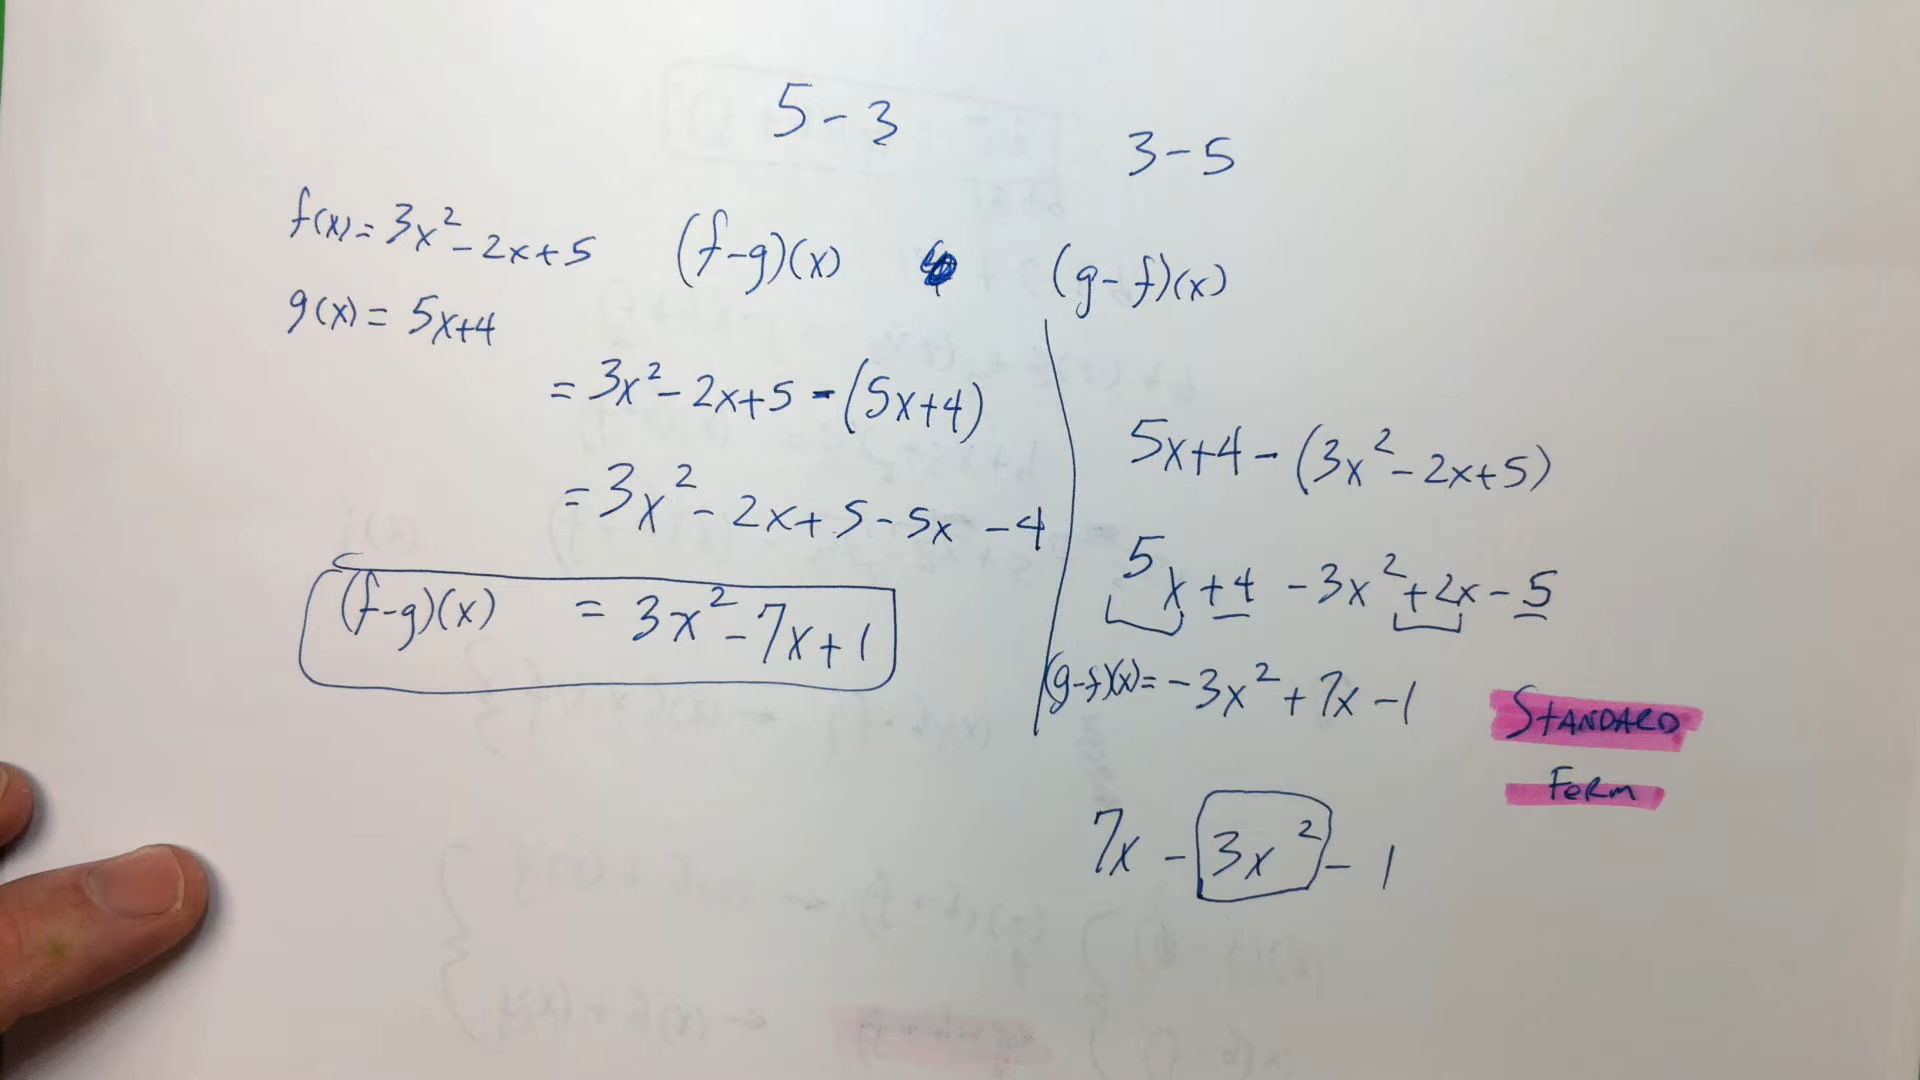 5-3
3-5
f(x)=3x²-2x+5
g(x)=5x+4
(f-g)(x)
=3x²-2x+5-(5x+4)
=3x²-2x+5-5x-4
(f-g)(x) = 3x²-7x+1
(g-f)(x)
5x+4-(3x²-2x+5)
5x+4-3x²+2x-5
(g-f)(x)=-3x²+7x-1
STANDARD
FORM
7x-3x²-1